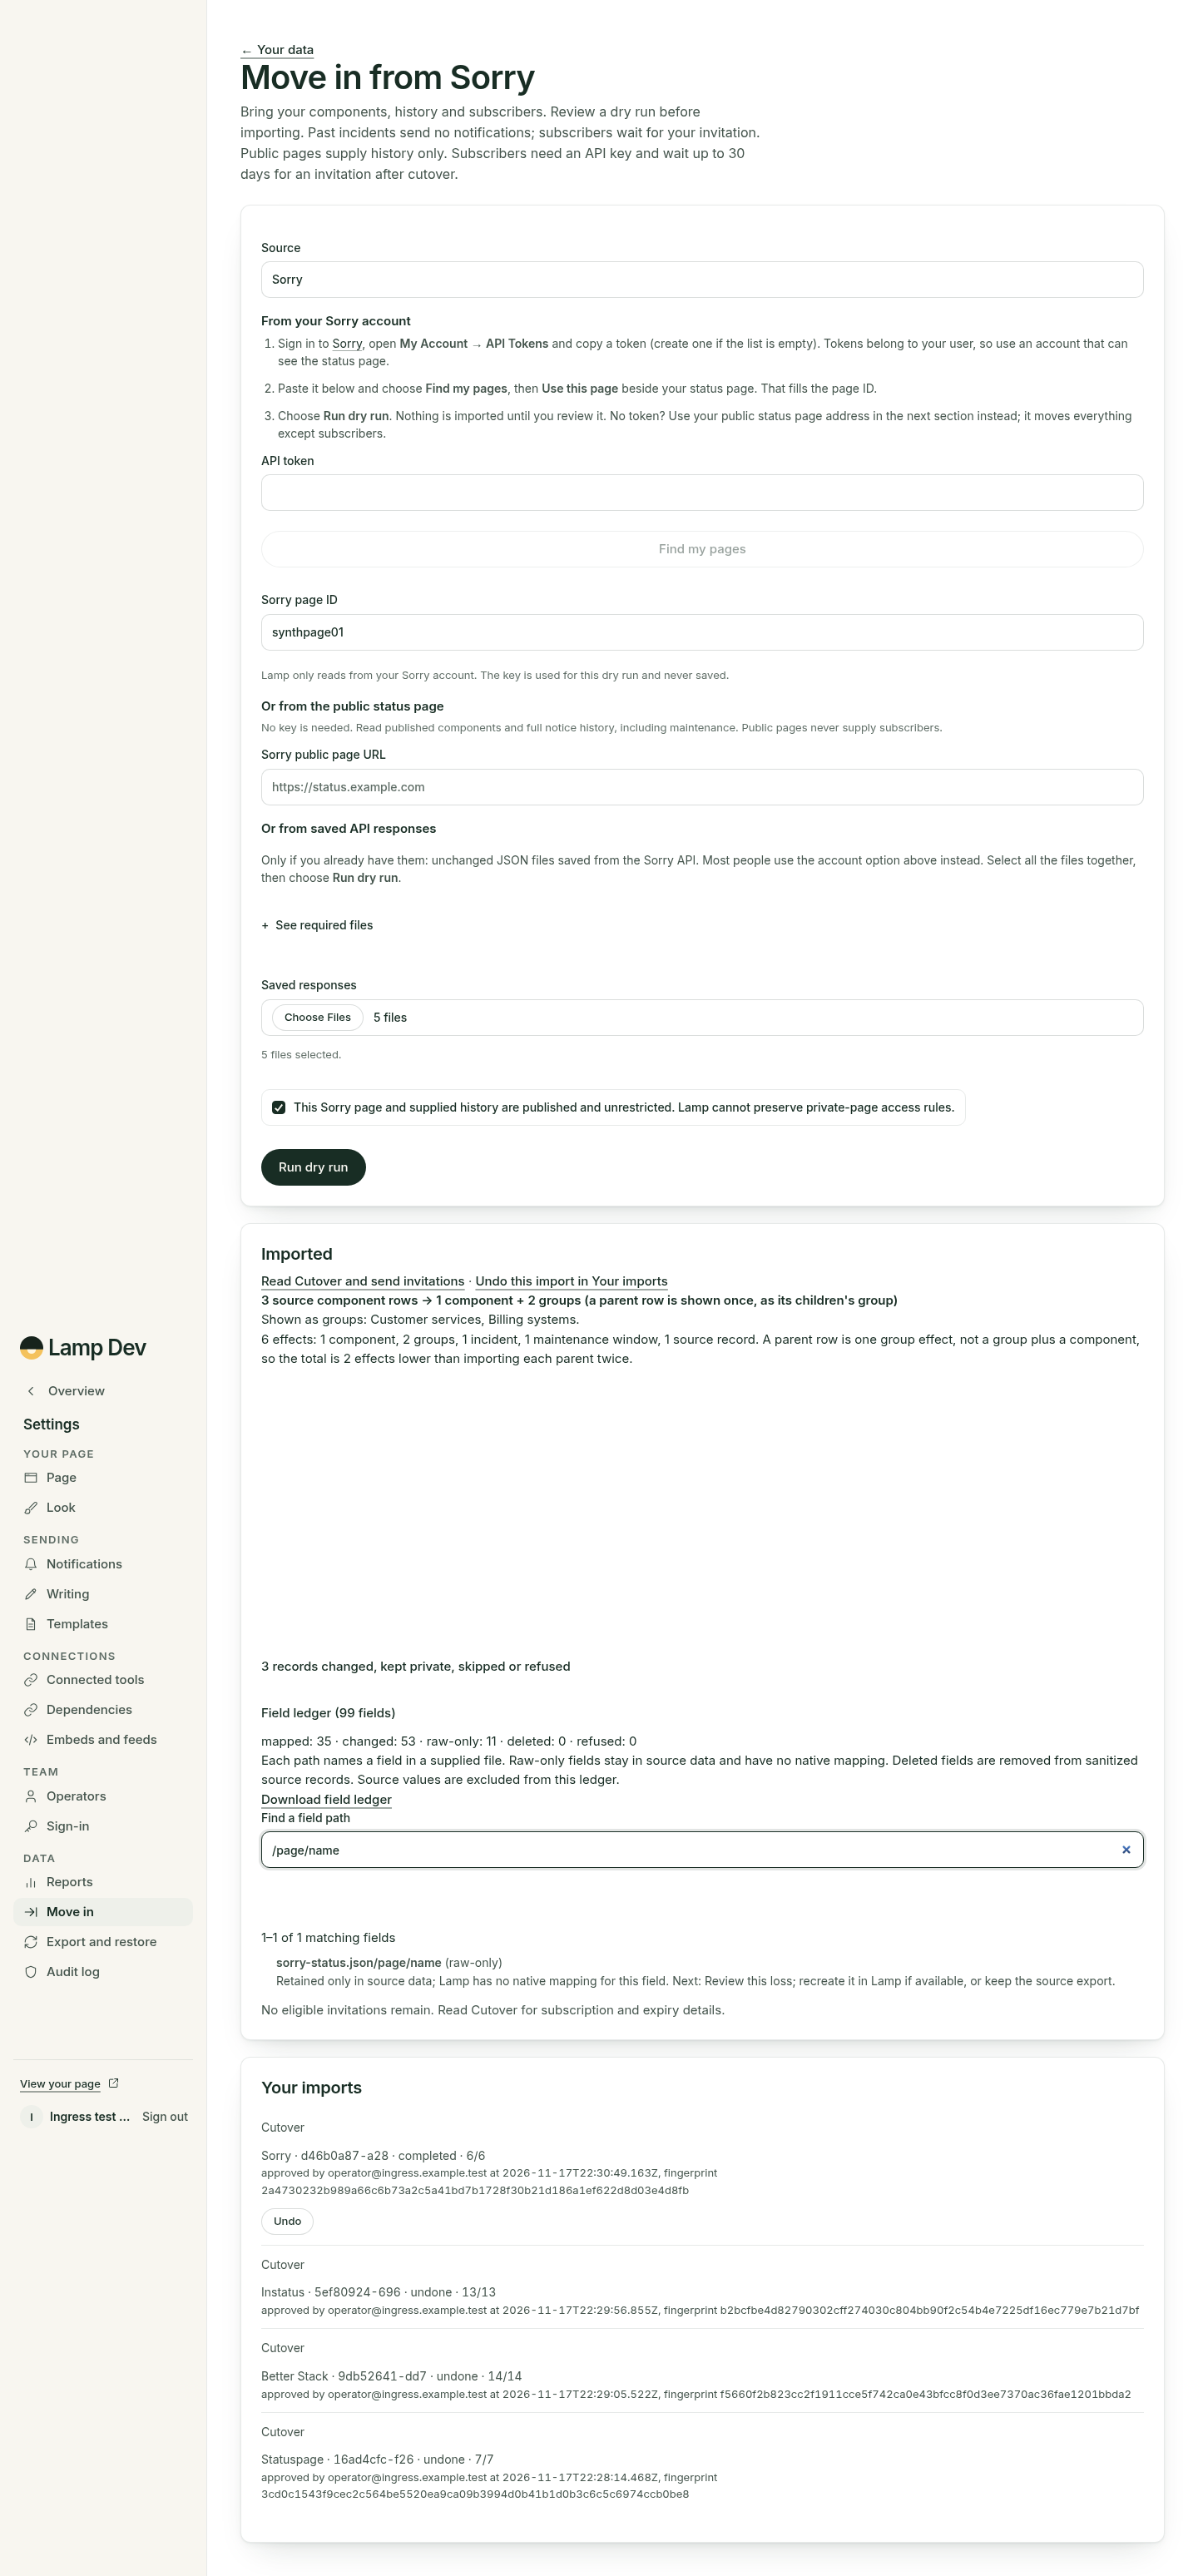 ← Your data
Move in from Sorry
Bring your components, history and subscribers. Review a dry run before
importing. Past incidents send no notifications; subscribers wait for your invitation.
Public pages supply history only. Subscribers need an API key and wait up to 30
days for an invitation after cutover.
Source
Sorry
From your Sorry account
1. Sign in to Sorry, open My Account → API Tokens and copy a token (create one if the list is empty). Tokens belong to your user, so use an account that can
see the status page.
2. Paste it below and choose Find my pages, then Use this page beside your status page. That fills the page ID.
3. Choose Run dry run. Nothing is imported until you review it. No token? Use your public status page address in the next section instead; it moves everything
except subscribers.
API token
Find my pages
Sorry page ID
synthpage01
Lamp only reads from your Sorry account. The key is used for this dry run and never saved.
Or from the public status page
No key is needed. Read published components and full notice history, including maintenance. Public pages never supply subscribers.
Sorry public page URL
https://status.example.com
Or from saved API responses
Only if you already have them: unchanged JSON files saved from the Sorry API. Most people use the account option above instead. Select all the files together,
then choose Run dry run.
+ See required files
Saved responses
Choose Files 5 files
5 files selected.
This Sorry page and supplied history are published and unrestricted. Lamp cannot preserve private-page access rules.
Run dry run
Imported
Read Cutover and send invitations · Undo this import in Your imports
3 source component rows → 1 component + 2 groups (a parent row is shown once, as its children's group)
Shown as groups: Customer services, Billing systems.
6 effects: 1 component, 2 groups, 1 incident, 1 maintenance window, 1 source record. A parent row is one group effect, not a group plus a component,
so the total is 2 effects lower than importing each parent twice.
3 records changed, kept private, skipped or refused
Field ledger (99 fields)
mapped: 35 · changed: 53 · raw-only: 11 · deleted: 0 · refused: 0
Each path names a field in a supplied file. Raw-only fields stay in source data and have no native mapping. Deleted fields are removed from sanitized
source records. Source values are excluded from this ledger.
Download field ledger
Find a field path
/page/name
1–1 of 1 matching fields
sorry-status.json/page/name (raw-only)
Retained only in source data; Lamp has no native mapping for this field. Next: Review this loss; recreate it in Lamp if available, or keep the source export.
No eligible invitations remain. Read Cutover for subscription and expiry details.
Your imports
Cutover
Sorry · d46b0a87-a28 · completed · 6/6
approved by operator@ingress.example.test at 2026-11-17T22:30:49.163Z, fingerprint
2a4730232b989a66c6b73a2c5a41bd7b1728f30b21d186a1ef622d8d03e4d8fb
Undo
Cutover
Instatus · 5ef80924-696 · undone · 13/13
approved by operator@ingress.example.test at 2026-11-17T22:29:56.855Z, fingerprint b2bcfbe4d82790302cff274030c804bb90f2c54b4e7225df16ec779e7b21d7bf
Cutover
Better Stack · 9db52641-dd7 · undone · 14/14
approved by operator@ingress.example.test at 2026-11-17T22:29:05.522Z, fingerprint f5660f2b823cc2f1911cce5f742ca0e43bfcc8f0d3ee7370ac36fae1201bbda2
Cutover
Statuspage · 16ad4cfc-f26 · undone · 7/7
approved by operator@ingress.example.test at 2026-11-17T22:28:14.468Z, fingerprint
3cd0c1543f9cec2c564be5520ea9ca09b3994d0b41b1d0b3c6c5c6974ccb0be8
Lamp Dev
Overview
Settings
YOUR PAGE
Page
Look
SENDING
Notifications
Writing
Templates
CONNECTIONS
Connected tools
Dependencies
Embeds and feeds
TEAM
Operators
Sign-in
DATA
Reports
Move in
Export and restore
Audit log
View your page
I Ingress test ... Sign out